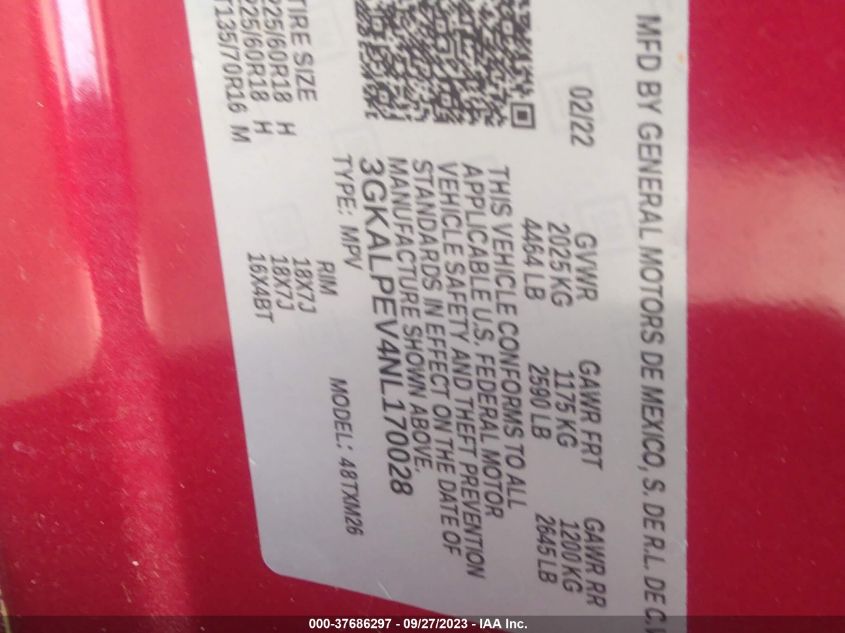 MFD BY GENERAL MOTORS DE MEXICO, S. DE R.L. DE C.
02/22 GVWR GAWR FRT GAWR RR
2025 KG 1175 KG 1200 KG
4464 LB 2590 LB 2645 LB
THIS VEHICLE CONFORMS TO ALL
APPLICABLE U.S. FEDERAL MOTOR
VEHICLE SAFETY AND THEFT PREVENTION
STANDARDS IN EFFECT ON THE DATE OF
MANUFACTURE SHOWN ABOVE.
3GKALPEV4NL170028
TYPE: MPV MODEL: 48TXM26
TIRE SIZE RIM
225/60R18 H 18X7J
225/60R18 H 18X7J
T135/70R16 M 16X4BT
000-37686297 - 09/27/2023 - IAA Inc.